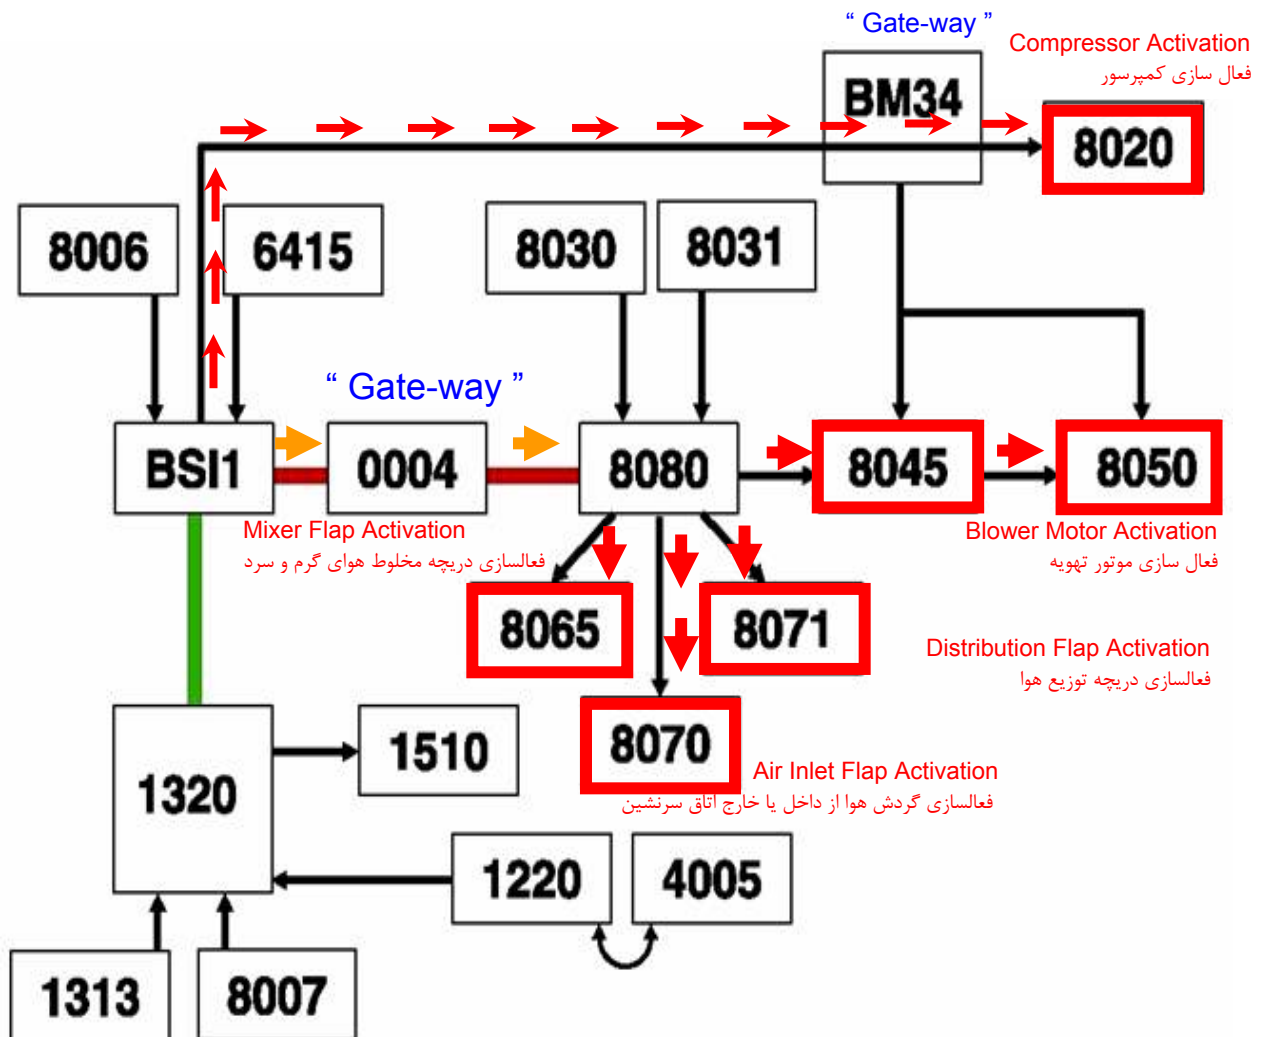 “ Gate-way ”
Compressor Activation
فعال سازی کمپرسور
BM34
8020
8006
6415
8030
8031
“ Gate-way ”
BSI1
0004
8080
8045
8050
Mixer Flap Activation
فعالسازی دریچه مخلوط هوای گرم و سرد
Blower Motor Activation
فعال سازی موتور تهویه
8065
8071
Distribution Flap Activation
فعالسازی دریچه توزیع هوا
8070
1510
1320
Air Inlet Flap Activation
فعالسازی گردش هوا از داخل یا خارج اتاق سرنشین
1220
4005
1313
8007